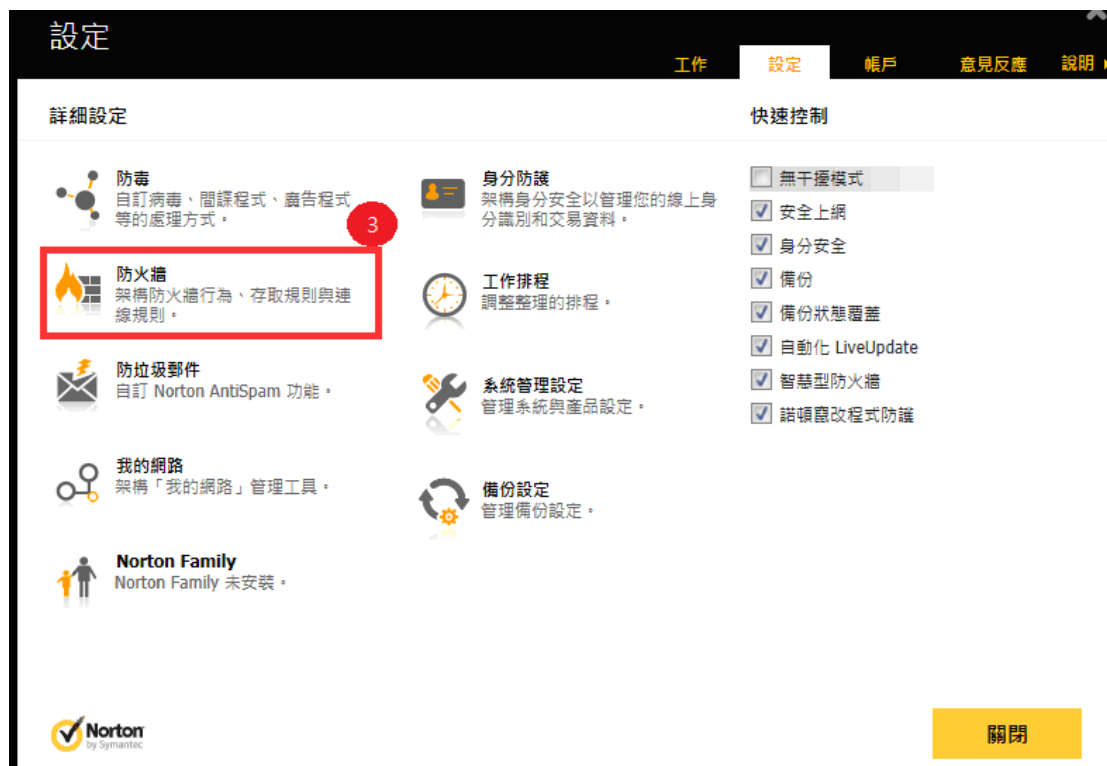 設定
工作
設定
帳戶
意見反應
說明
詳細設定
快速控制
防毒
自訂病毒、間諜程式、廣告程式
等的處理方式。
3
防火牆
架構防火牆行為、存取規則與連
線規則。
防垃圾郵件
自訂 Norton AntiSpam 功能。
我的網路
架構「我的網路」管理工具。
Norton Family
Norton Family 未安裝。
身分防護
架構身分安全以管理您的線上身
分識別和交易資料。
工作排程
調整整理的排程。
系統管理設定
管理系統與產品設定。
備份設定
管理備份設定。
無干擾模式
安全上網
身分安全
備份
備份狀態覆蓋
自動化 LiveUpdate
智慧型防火牆
諾頓竄改程式防護
Norton
by Symantec
關閉